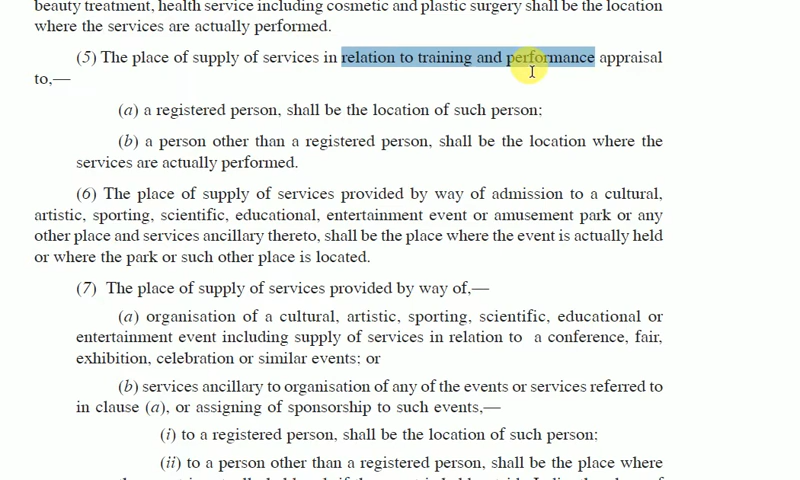 beauty treatment, health service including cosmetic and plastic surgery shall be the location
where the services are actually performed.
(5) The place of supply of services in relation to training and performance appraisal
to,—
(a) a registered person, shall be the location of such person;
(b) a person other than a registered person, shall be the location where the
services are actually performed.
(6) The place of supply of services provided by way of admission to a cultural,
artistic, sporting, scientific, educational, entertainment event or amusement park or any
other place and services ancillary thereto, shall be the place where the event is actually held
or where the park or such other place is located.
(7) The place of supply of services provided by way of,—
(a) organisation of a cultural, artistic, sporting, scientific, educational or
entertainment event including supply of services in relation to a conference, fair,
exhibition, celebration or similar events; or
(b) services ancillary to organisation of any of the events or services referred to
in clause (a), or assigning of sponsorship to such events,—
(i) to a registered person, shall be the location of such person;
(ii) to a person other than a registered person, shall be the place where